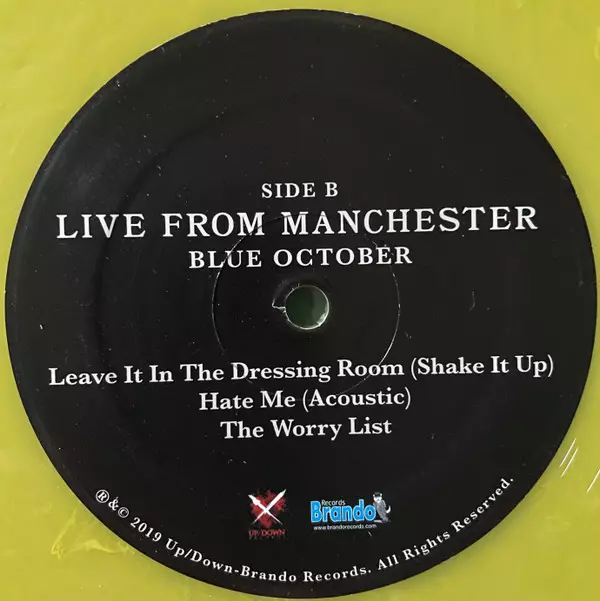 SIDE B
LIVE FROM MANCHESTER
BLUE OCTOBER
Leave It In The Dressing Room (Shake It Up)
Hate Me (Acoustic)
The Worry List
UP/DOWN
Records
Brando
www.brandorecords.com
®&© 2019 Up/Down-Brando Records. All Rights Reserved.